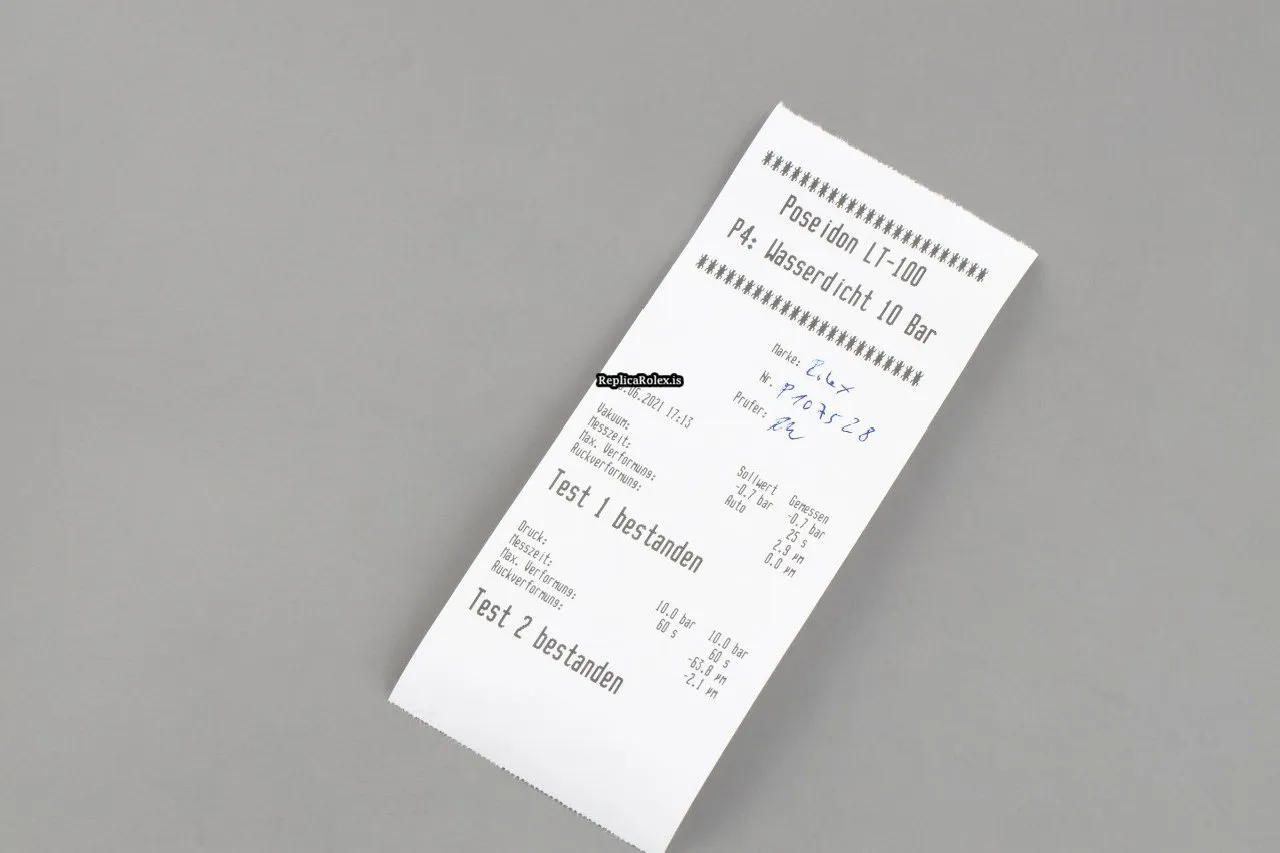 ************************
Poseidon LT-100
P4: Wasserdicht 10 Bar
************************
Marke: Rolex
Nr. P107528
Prufer:
ReplicaRolex.is
.06.2021 17:13
Sollwert Gemessen
Vakuum: -0.7 bar -0.7 bar
Messzeit: Auto 25 s
Max. Verformung: 2.9 µm
Ruckverformung: 0.0 µm
Test 1 bestanden
Druck: 10.0 bar 10.0 bar
Messzeit: 60 s 60 s
Max. Verformung: -63.8 µm
Ruckverformung: -2.1 µm
Test 2 bestanden